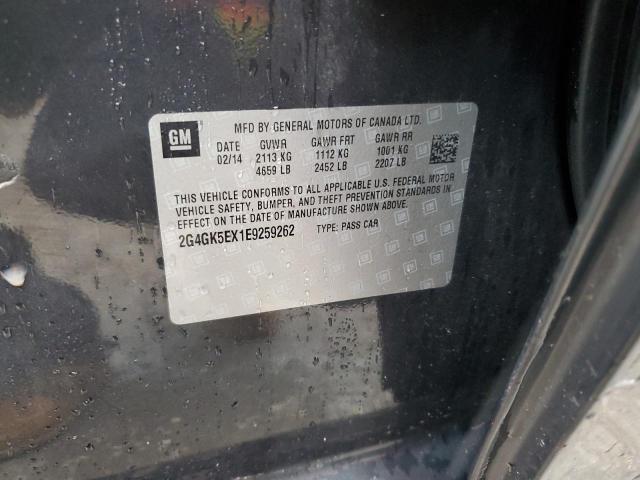 GM
MFD BY GENERAL MOTORS OF CANADA LTD.
DATE GVWR GAWR FRT GAWR RR
02/14 2113 KG 1112 KG 1001 KG
4659 LB 2452 LB 2207 LB
THIS VEHICLE CONFORMS TO ALL APPLICABLE U.S. FEDERAL MOTOR
VEHICLE SAFETY, BUMPER, AND THEFT PREVENTION STANDARDS IN
EFFECT ON THE DATE OF MANUFACTURE SHOWN ABOVE.
2G4GK5EX1E9259262 TYPE: PASS CAR